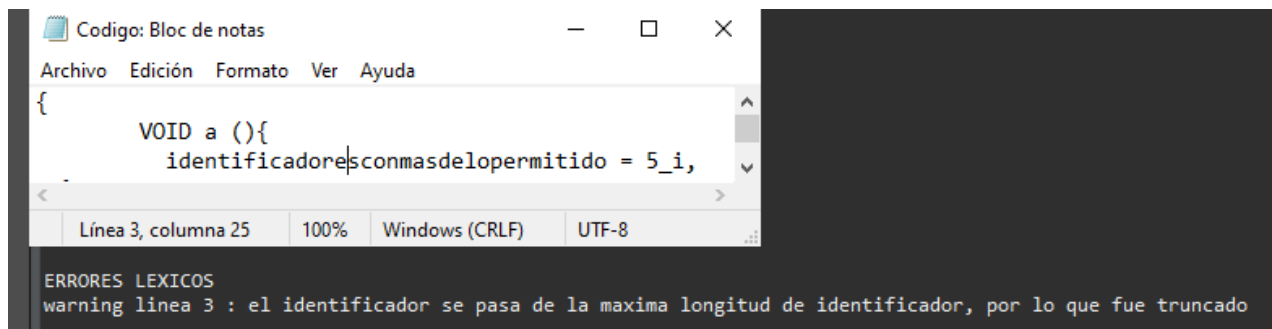 Codigo: Bloc de notas
Archivo Edición Formato Ver Ayuda
{
VOID a (){
identificadoresconmasdelopermitido = 5_i,
Línea 3, columna 25 100% Windows (CRLF) UTF-8
ERRORES LEXICOS
warning linea 3 : el identificador se pasa de la maxima longitud de identificador, por lo que fue truncado